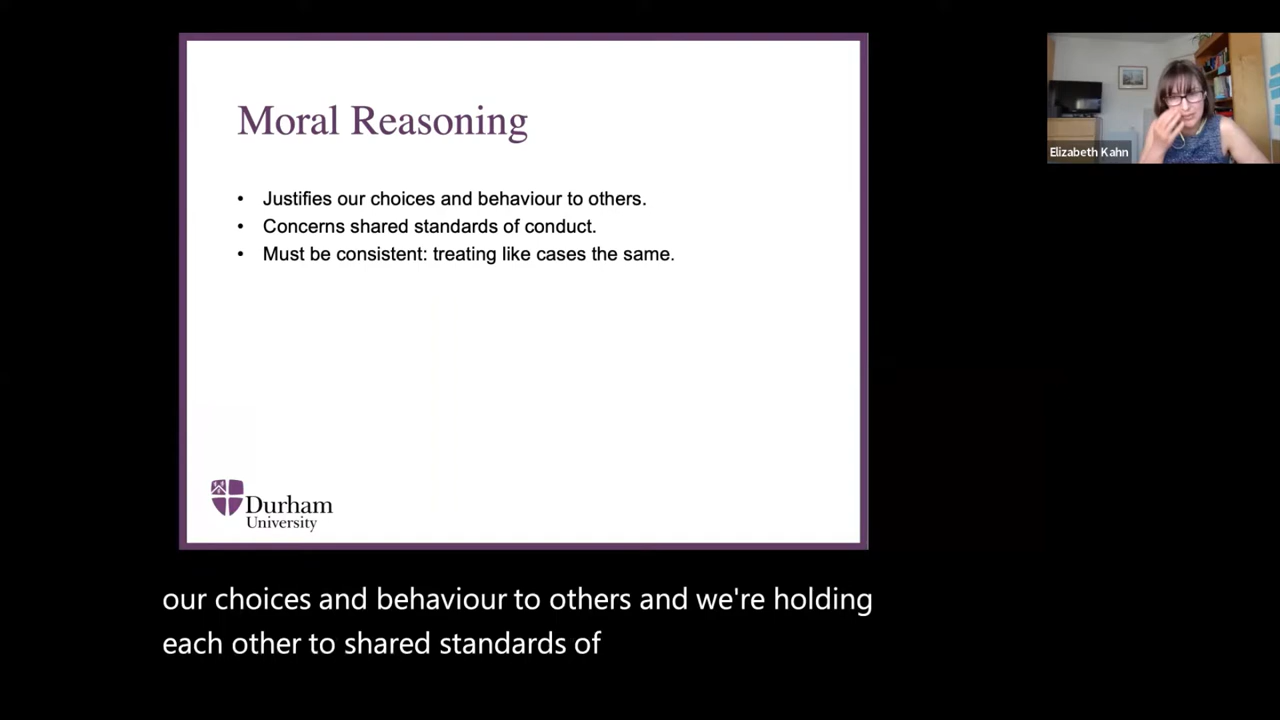 Moral Reasoning
• Justifies our choices and behaviour to others.
• Concerns shared standards of conduct.
• Must be consistent: treating like cases the same.
Durham
University
Elizabeth Kahn
our choices and behaviour to others and we're holding
each other to shared standards of